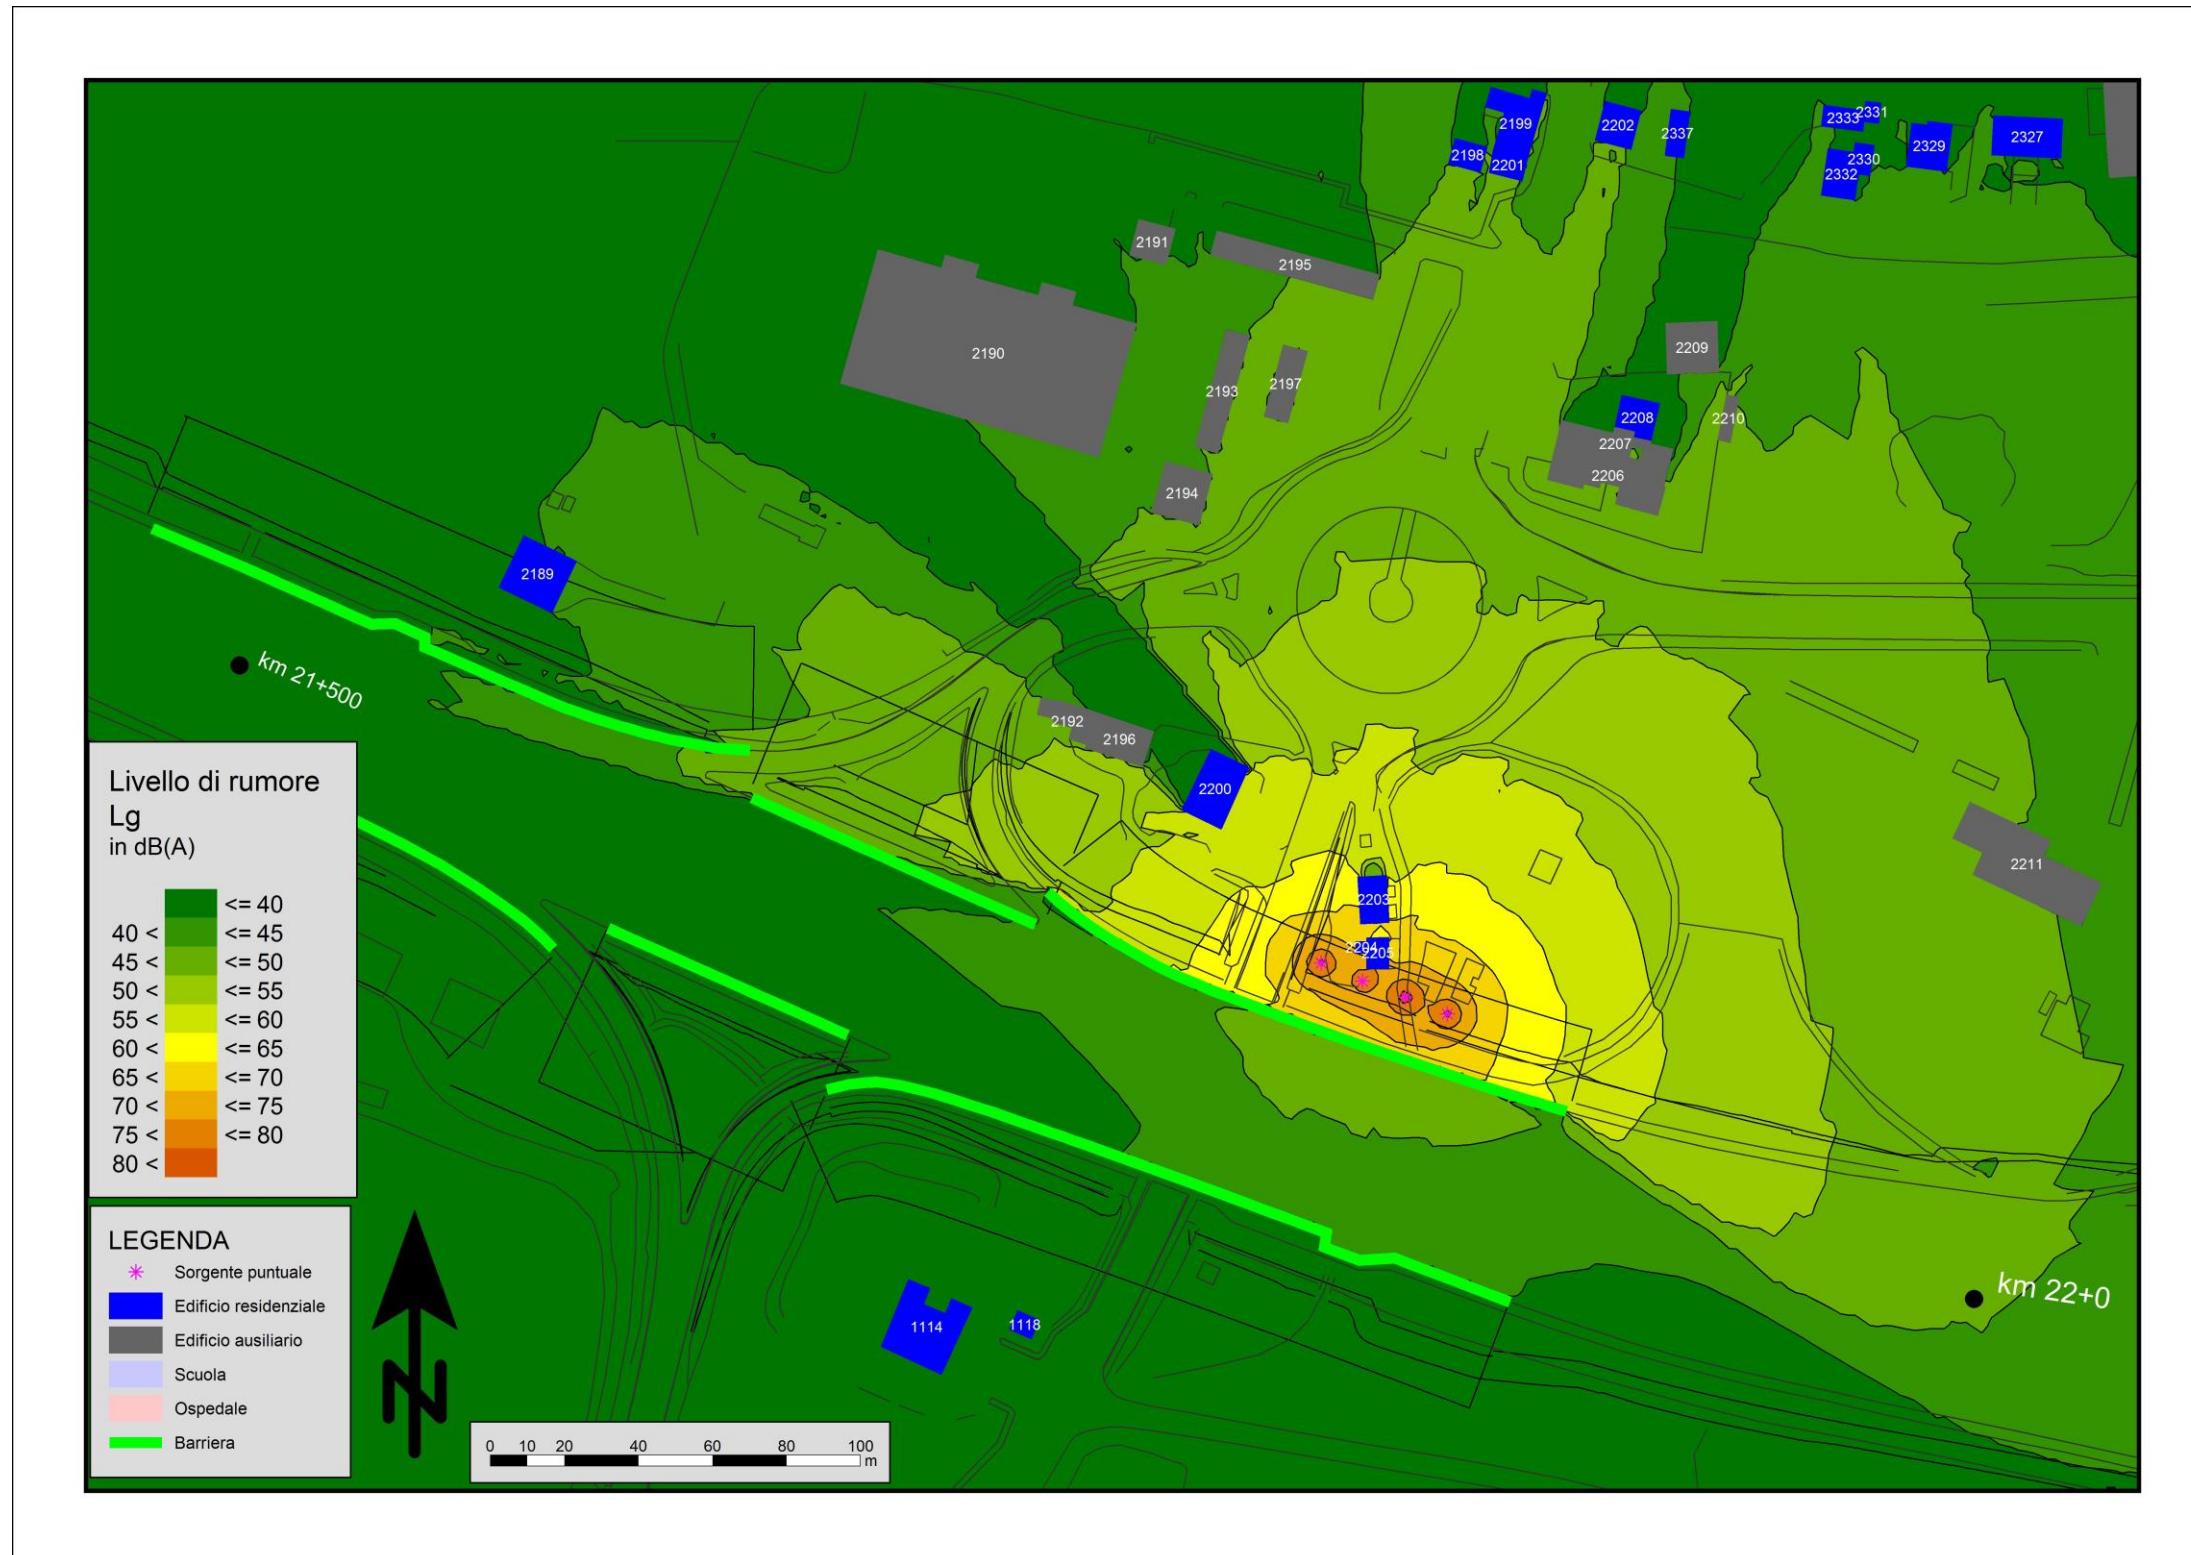 2199
2202
2337
2333
2331
2329
2327
2198
2201
2330
2332
2191
2195
2190
2209
2193
2197
2208
2210
2207
2206
2194
2189
km 21+500
2192
2196
2200
2203
2204
2205
2211
Livello di rumore
Lg
in dB(A)
<= 40
40 < <= 45
45 < <= 50
50 < <= 55
55 < <= 60
60 < <= 65
65 < <= 70
70 < <= 75
75 < <= 80
80 <
LEGENDA
Sorgente puntuale
Edificio residenziale
Edificio ausiliario
Scuola
Ospedale
Barriera
N
1114
1118
km 22+0
0 10 20 40 60 80 100
m